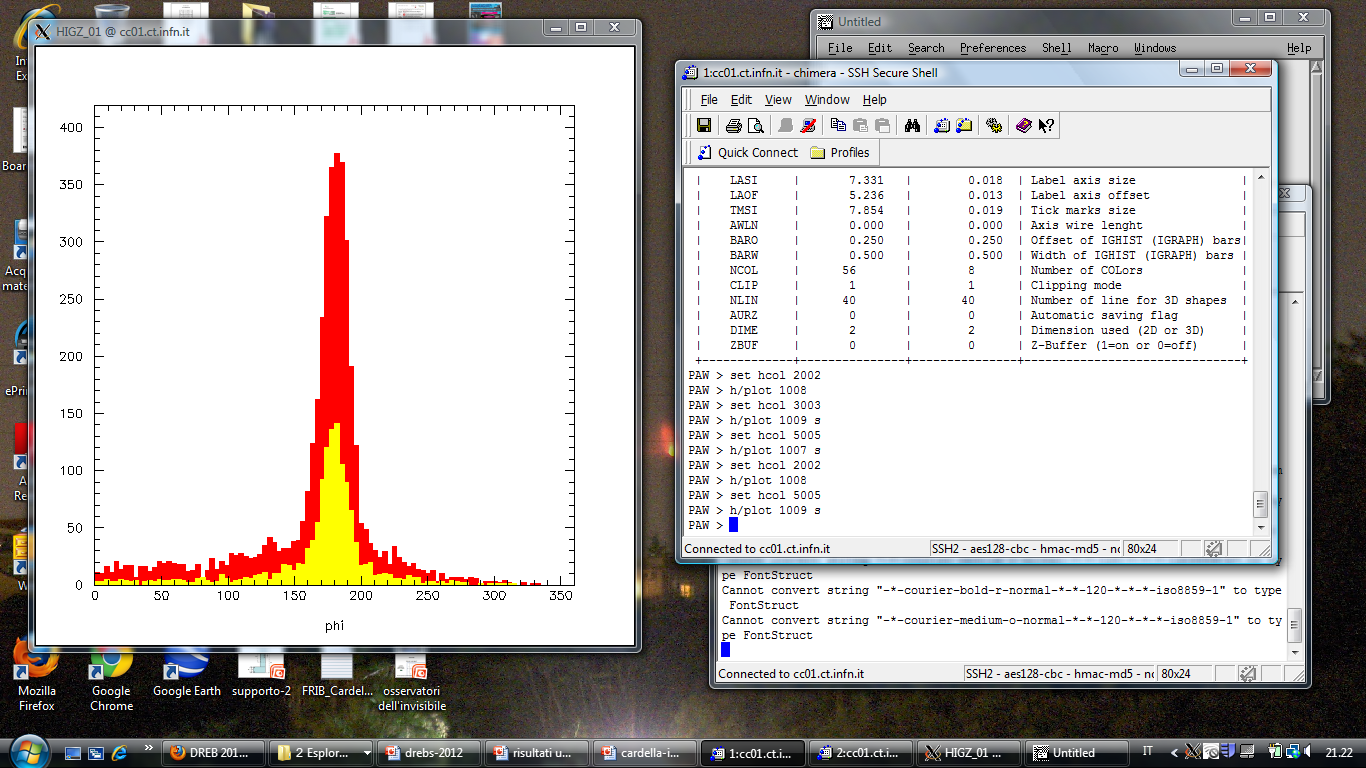 HIGZ_01 @ cc01.ct.infn.it
400
350
300
250
200
150
100
50
0
0 50 100 150 200 250 300 350
phi
Untitled
File Edit Search Preferences Shell Macro Windows Help
1:cc01.ct.infn.it - chimera - SSH Secure Shell
File Edit View Window Help
Quick Connect Profiles
| LASI | 7.331 | 0.018 | Label axis size |
| LAOF | 5.236 | 0.013 | Label axis offset |
| TMSI | 7.854 | 0.019 | Tick marks size |
| AWLN | 0.000 | 0.000 | Axis wire lenght |
| BARO | 0.250 | 0.250 | Offset of IGHIST (IGRAPH) bars|
| BARW | 0.500 | 0.500 | Width of IGHIST (IGRAPH) bars |
| NCOL | 56 | 8 | Number of COLors |
| CLIP | 1 | 1 | Clipping mode |
| NLIN | 40 | 40 | Number of line for 3D shapes |
| AURZ | 0 | 0 | Automatic saving flag |
| DIME | 2 | 2 | Dimension used (2D or 3D) |
| ZBUF | 0 | 0 | Z-Buffer (1=on or 0=off) |
+-------------+---------------+---------------+-------------------------------+
PAW > set hcol 2002
PAW > h/plot 1008
PAW > set hcol 3003
PAW > h/plot 1009 s
PAW > set hcol 5005
PAW > h/plot 1007 s
PAW > set hcol 2002
PAW > h/plot 1008
PAW > set hcol 5005
PAW > h/plot 1009 s
PAW >
Connected to cc01.ct.infn.it SSH2 - aes128-cbc - hmac-md5 - nc 80x24
pe FontStruct
Cannot convert string "-*-courier-bold-r-normal-*-*-120-*-*-*-iso8859-1" to type
FontStruct
Cannot convert string "-*-courier-medium-o-normal-*-*-120-*-*-*-iso8859-1" to ty
pe FontStruct
Connected to cc01.ct.infn.it SSH2 - aes128-cbc - hmac-md5 - nc 80x24
Boar
Acq
mate
ePri
Re
Mozilla
Firefox
Google
Chrome
Google Earth
supporto-2
FRIB_Cardel...
osservatori
dell'invisibile
DREB 201... 2 Esplor... drebs-2012 risultati u... cardella-i... 1:cc01.ct.i... 2:cc01.ct.i... HIGZ_01 ... Untitled IT 21.22